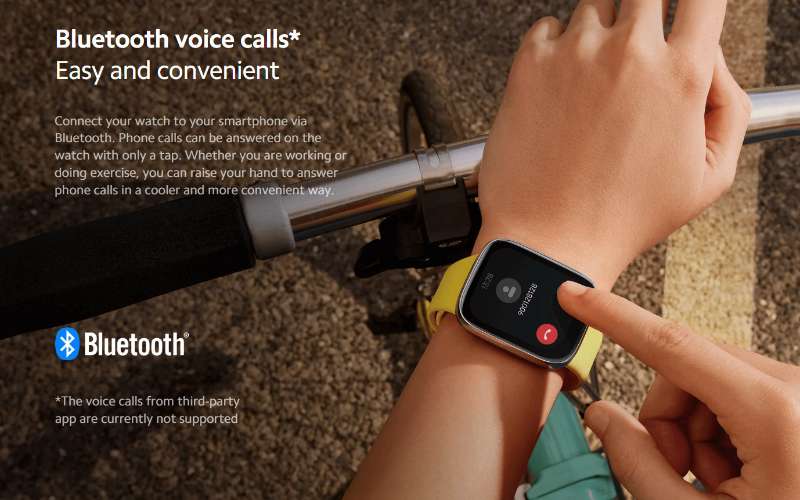 Bluetooth voice calls*
Easy and convenient
Connect your watch to your smartphone via
Bluetooth. Phone calls can be answered on the
watch with only a tap. Whether you are working or
doing exercise, you can raise your hand to answer
phone calls in a cooler and more convenient way.
Bluetooth®
*The voice calls from third-party
app are currently not supported